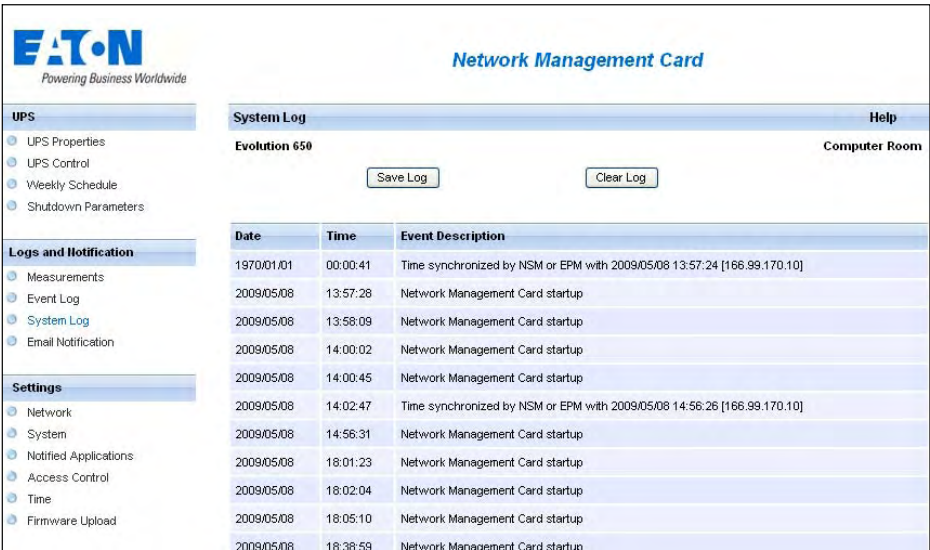 EATON
Powering Business Worldwide
Network Management Card
UPS
UPS Properties
UPS Control
Weekly Schedule
Shutdown Parameters
Logs and Notification
Measurements
Event Log
System Log
Email Notification
Settings
Network
System
Notified Applications
Access Control
Time
Firmware Upload
System Log Help
Evolution 650 Computer Room
Save Log Clear Log
Date Time Event Description
1970/01/01 00:00:41 Time synchronized by NSM or EPM with 2009/05/08 13:57:24 [166.99.170.10]
2009/05/08 13:57:28 Network Management Card startup
2009/05/08 13:58:09 Network Management Card startup
2009/05/08 14:00:02 Network Management Card startup
2009/05/08 14:00:45 Network Management Card startup
2009/05/08 14:02:47 Time synchronized by NSM or EPM with 2009/05/08 14:56:26 [166.99.170.10]
2009/05/08 14:56:31 Network Management Card startup
2009/05/08 18:01:23 Network Management Card startup
2009/05/08 18:02:04 Network Management Card startup
2009/05/08 18:05:10 Network Management Card startup
2009/05/08 18:38:59 Network Management Card startup